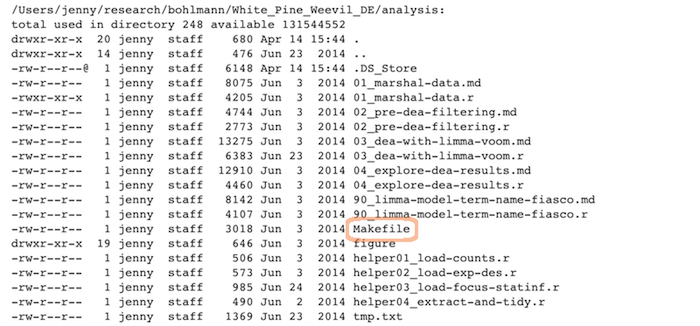 /Users/jenny/research/bohlmann/White_Pine_Weevil_DE/analysis:
total used in directory 248 available 131544552
drwxr-xr-x 20 jenny staff 680 Apr 14 15:44 .
drwxr-xr-x 14 jenny staff 476 Jun 23 2014 ..
-rw-r--r--@ 1 jenny staff 6148 Apr 14 15:44 .DS_Store
-rw-r--r-- 1 jenny staff 8075 Jun 3 2014 01_marshal-data.md
-rwxr-xr-x 1 jenny staff 4205 Jun 3 2014 01_marshal-data.r
-rw-r--r-- 1 jenny staff 4744 Jun 3 2014 02_pre-dea-filtering.md
-rw-r--r-- 1 jenny staff 2773 Jun 3 2014 02_pre-dea-filtering.r
-rw-r--r-- 1 jenny staff 13275 Jun 3 2014 03_dea-with-limma-voom.md
-rw-r--r-- 1 jenny staff 6383 Jun 23 2014 03_dea-with-limma-voom.r
-rw-r--r-- 1 jenny staff 12910 Jun 3 2014 04_explore-dea-results.md
-rw-r--r-- 1 jenny staff 4460 Jun 3 2014 04_explore-dea-results.r
-rw-r--r-- 1 jenny staff 8142 Jun 3 2014 90_limma-model-term-name-fiasco.md
-rw-r--r-- 1 jenny staff 4107 Jun 3 2014 90_limma-model-term-name-fiasco.r
-rw-r--r-- 1 jenny staff 3018 Jun 3 2014 Makefile
drwxr-xr-x 19 jenny staff 646 Jun 3 2014 figure
-rw-r--r-- 1 jenny staff 506 Jun 3 2014 helper01_load-counts.r
-rw-r--r-- 1 jenny staff 573 Jun 3 2014 helper02_load-exp-des.r
-rw-r--r-- 1 jenny staff 985 Jun 24 2014 helper03_load-focus-statinf.r
-rw-r--r-- 1 jenny staff 490 Jun 2 2014 helper04_extract-and-tidy.r
-rw-r--r-- 1 jenny staff 1369 Jun 23 2014 tmp.txt